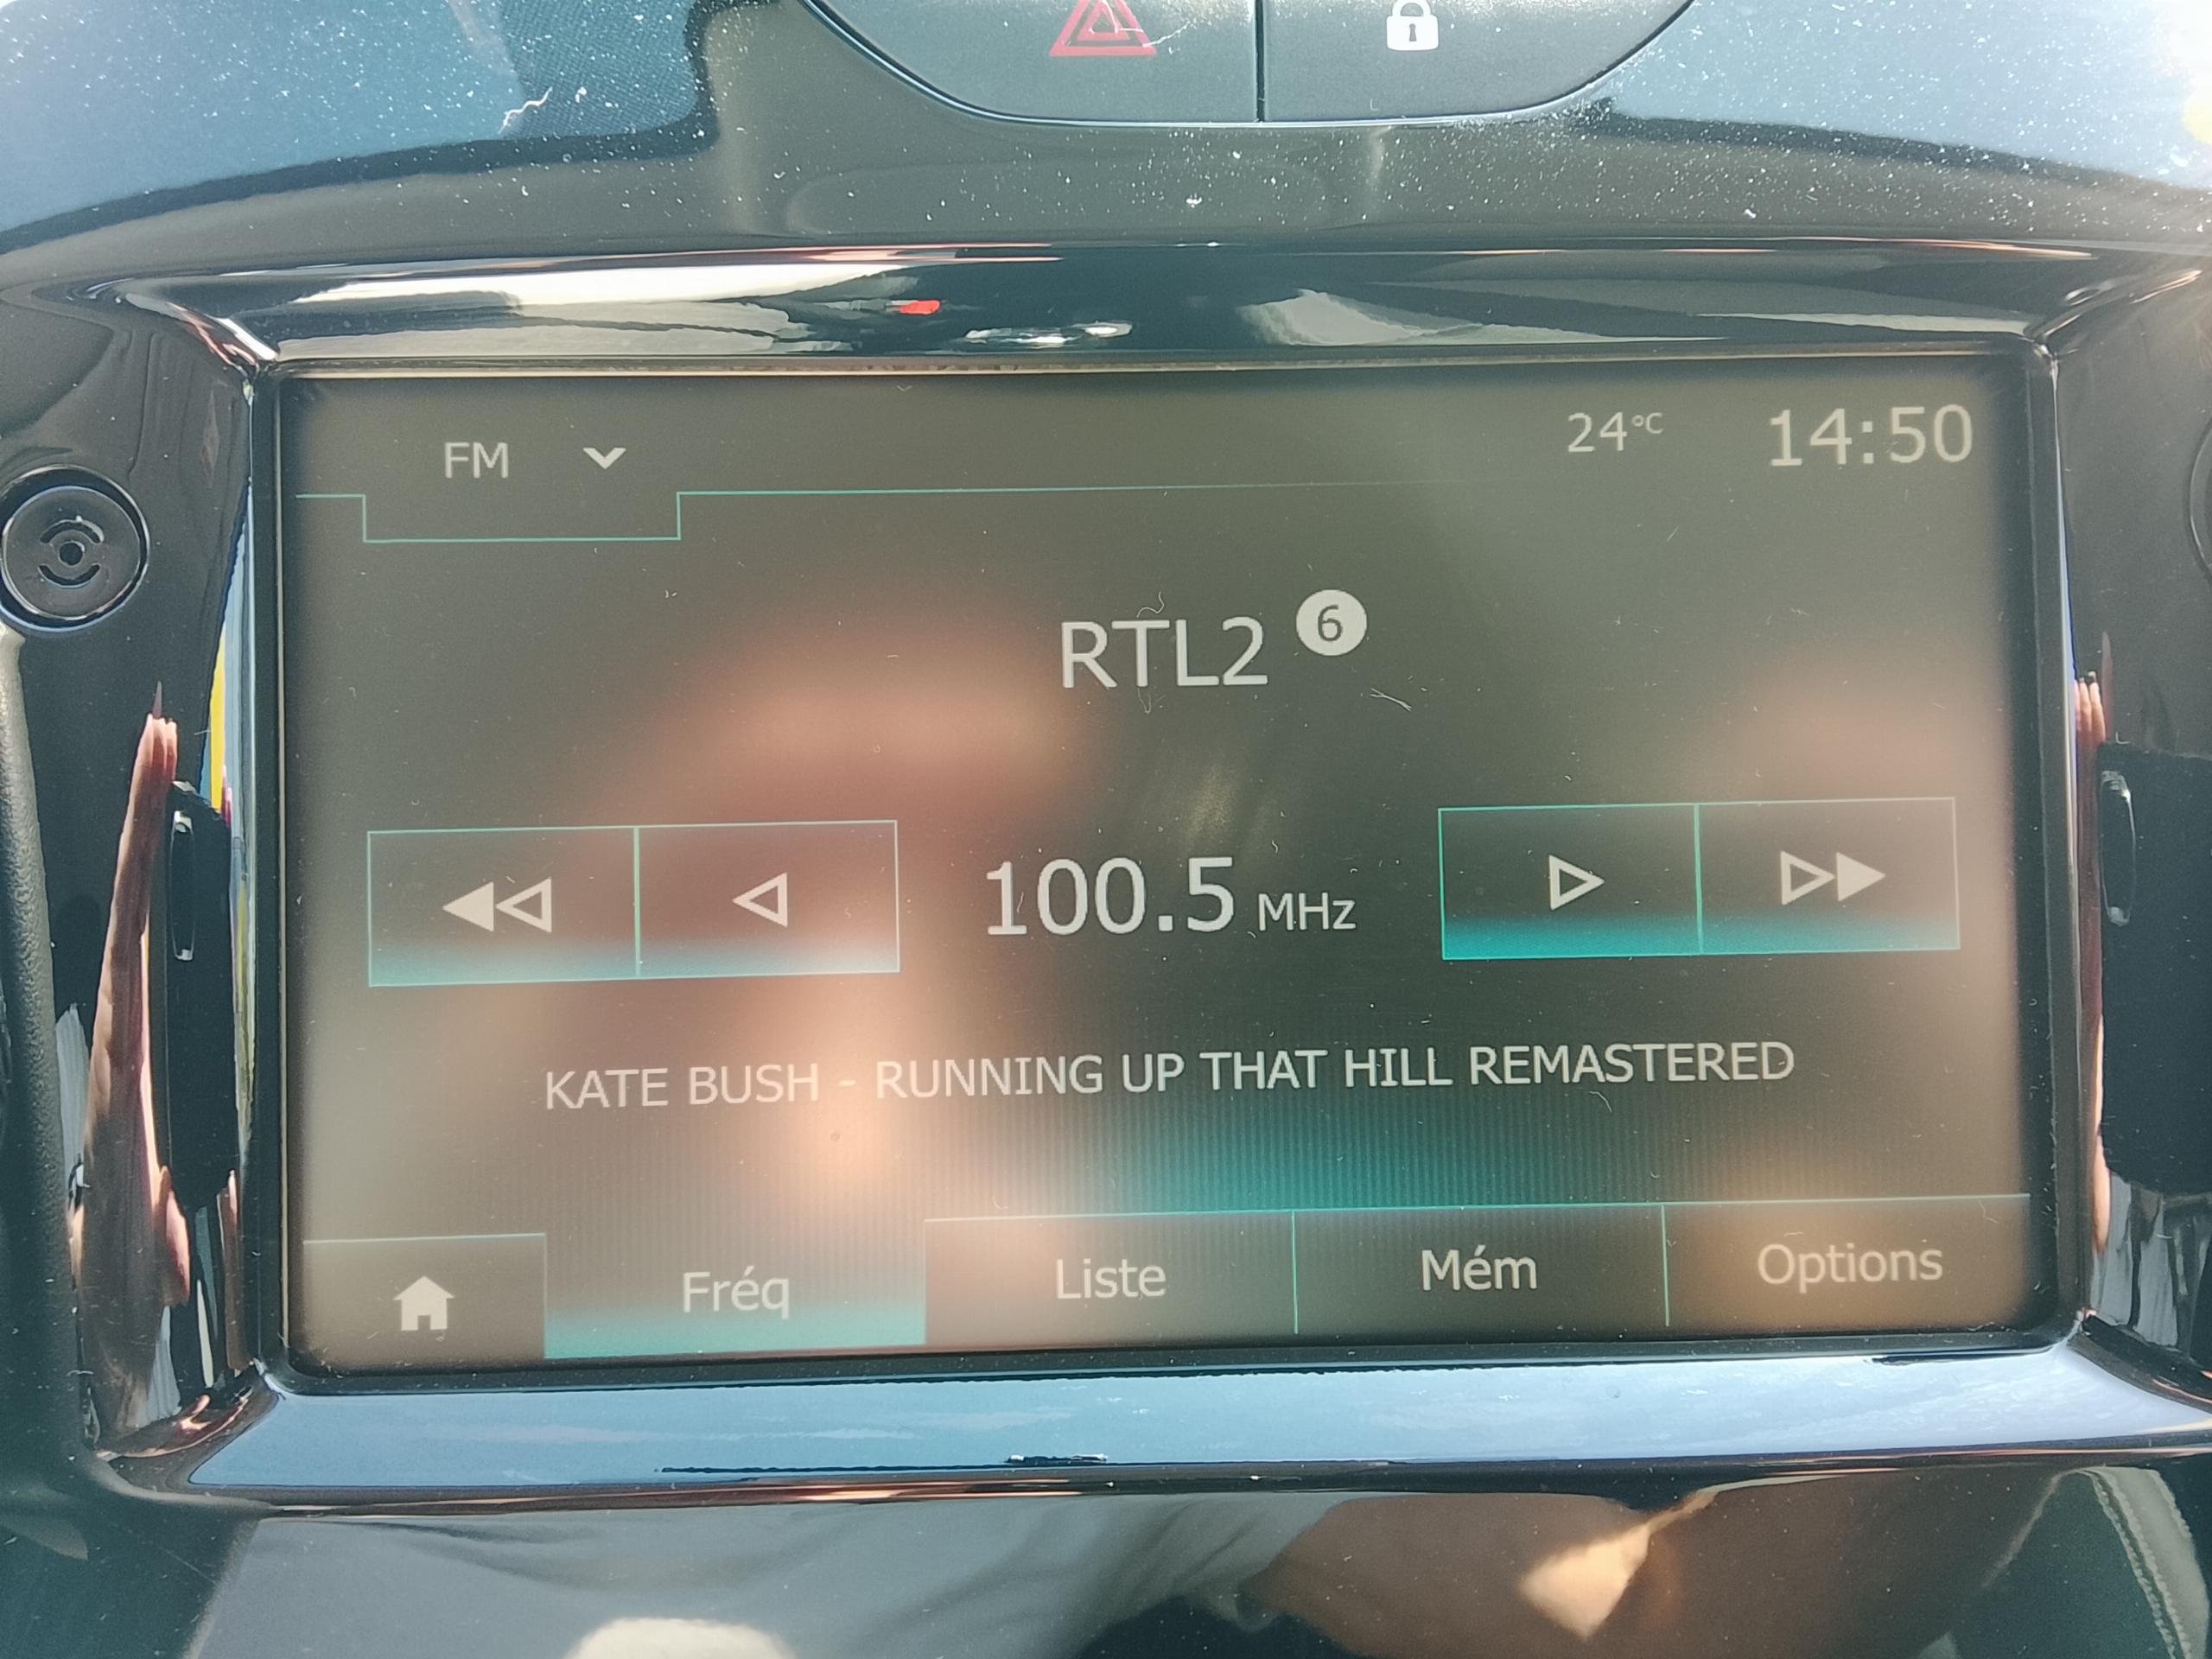 FM 24°C 14:50
RTL2 6
100.5 MHz
KATE BUSH - RUNNING UP THAT HILL REMASTERED
Fréq Liste Mém Options